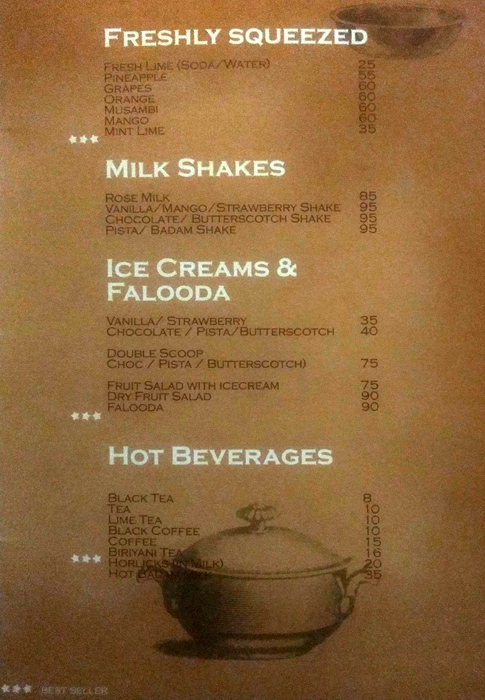 FRESHLY SQUEEZED
FRESH LIME (SODA/WATER) 25
PINEAPPLE 55
GRAPES 60
ORANGE 60
MUSAMBI 60
MANGO 60
MINT LIME 35
MILK SHAKES
ROSE MILK 85
VANILLA/MANGO/STRAWBERRY SHAKE 95
CHOCOLATE/ BUTTERSCOTCH SHAKE 95
PISTA/ BADAM SHAKE 95
ICE CREAMS &
FALOODA
VANILLA/ STRAWBERRY 35
CHOCOLATE / PISTA/BUTTERSCOTCH 40
DOUBLE SCOOP
CHOC / PISTA / BUTTERSCOTCH) 75
FRUIT SALAD WITH ICECREAM 75
DRY FRUIT SALAD 90
FALOODA 90
HOT BEVERAGES
BLACK TEA 8
TEA 10
LIME TEA 10
BLACK COFFEE 10
COFFEE 15
BIRIYANI TEA 16
HORLICKS (IN MILK) 20
HOT BADAM MILK 35
BEST SELLER